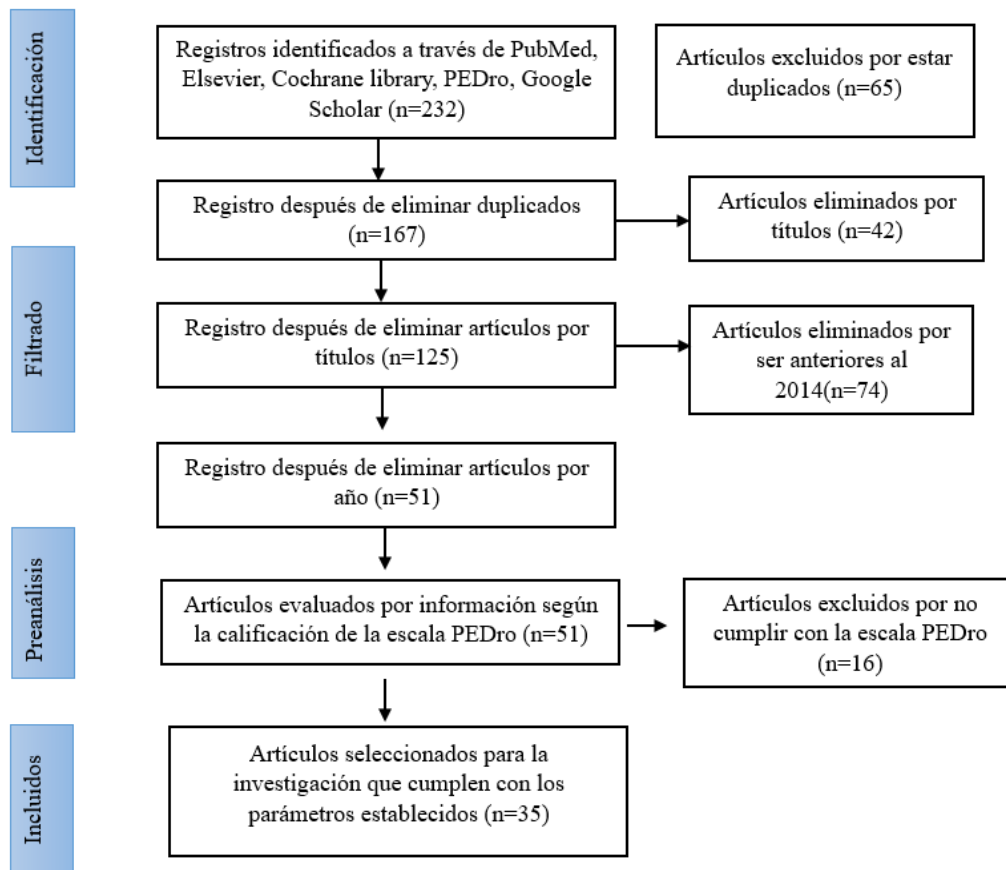 Identificación
Registros identificados a través de PubMed,
Elsevier, Cochrane library, PEDro, Google
Scholar (n=232)
Artículos excluidos por estar
duplicados (n=65)
Registro después de eliminar duplicados
(n=167)
Artículos eliminados por
títulos (n=42)
Filtrado
Registro después de eliminar artículos por
títulos (n=125)
Artículos eliminados por
ser anteriores al
2014(n=74)
Registro después de eliminar artículos por
año (n=51)
Preanálisis
Artículos evaluados por información según
la calificación de la escala PEDro (n=51)
Artículos excluidos por no
cumplir con la escala PEDro
(n=16)
Incluidos
Artículos seleccionados para la
investigación que cumplen con los
parámetros establecidos (n=35)